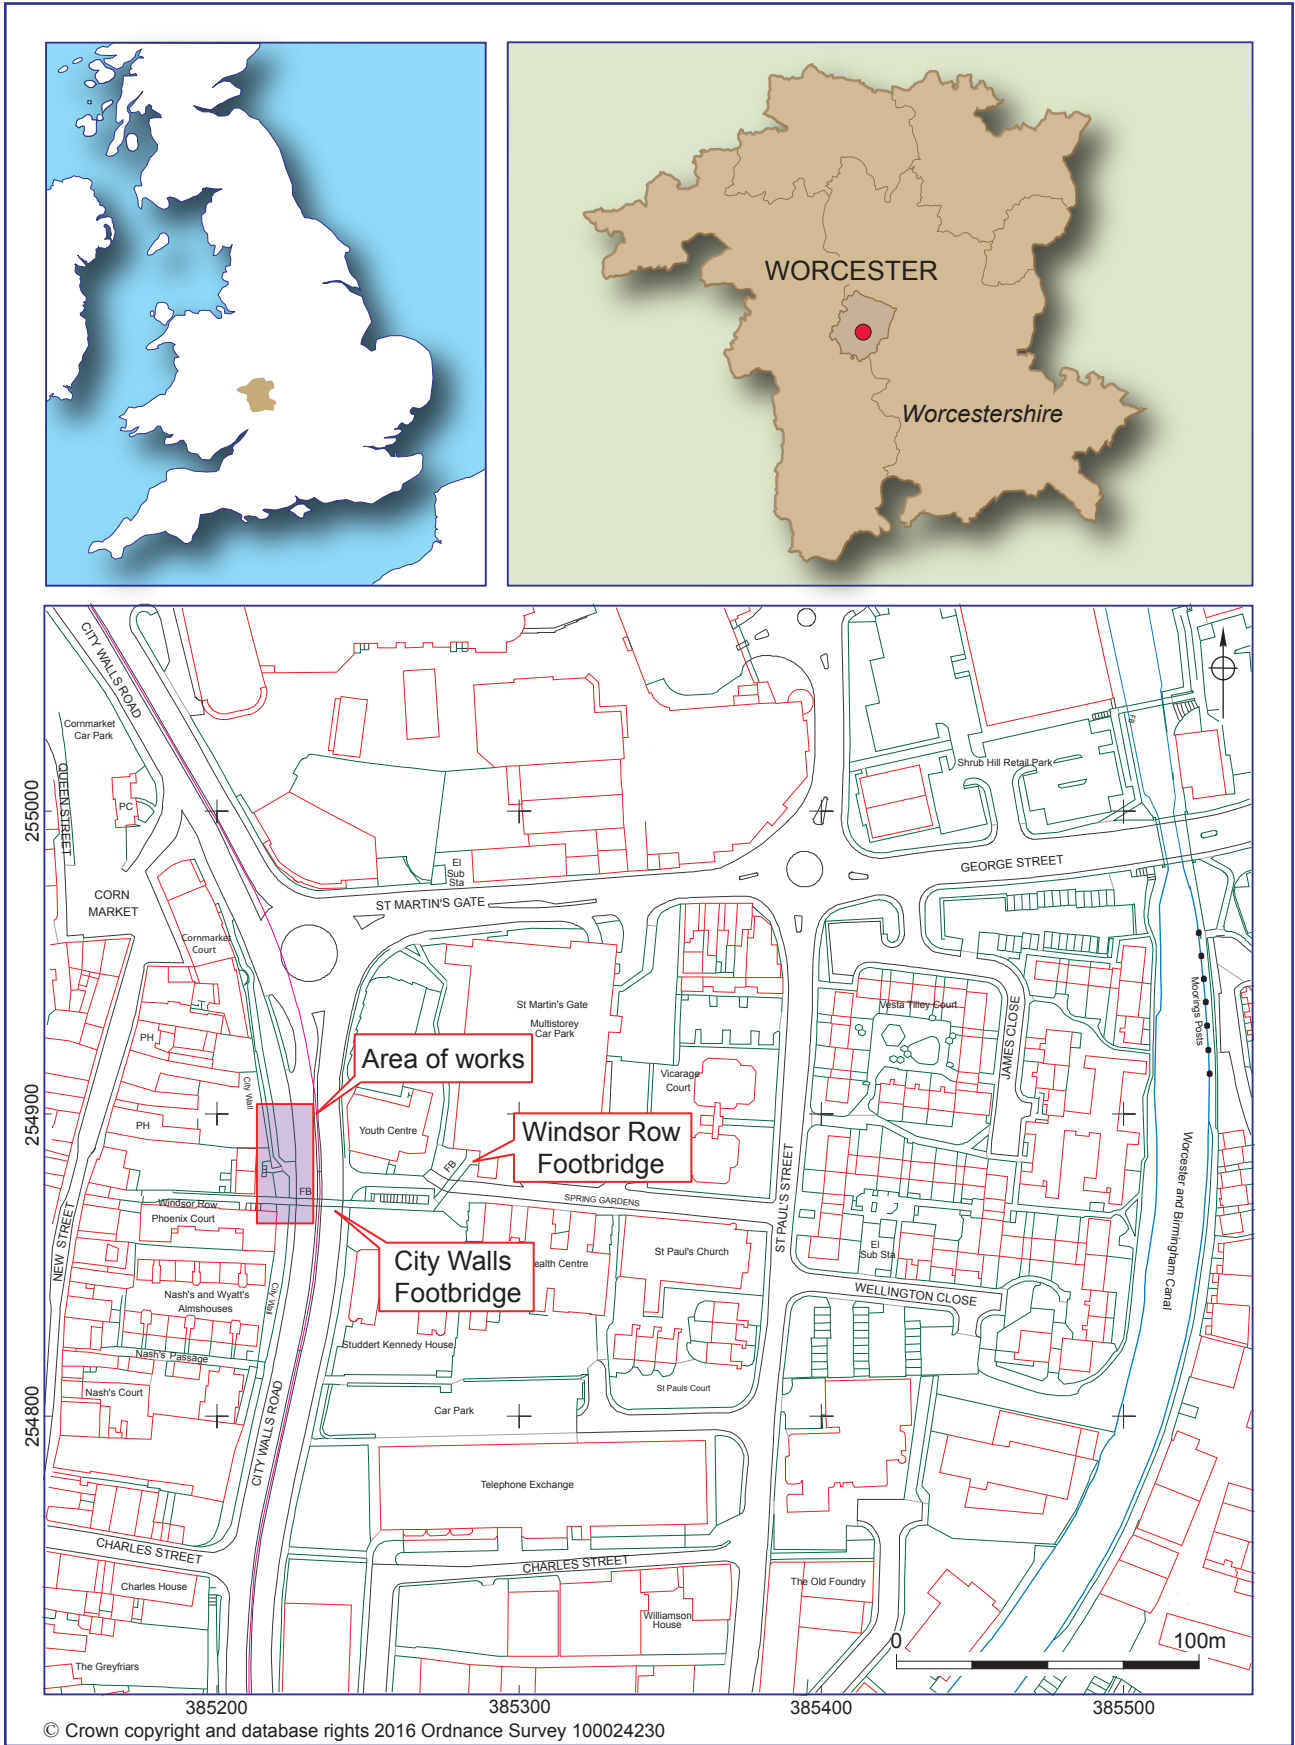 WORCESTER
Worcestershire
CITY WALLS ROAD
Cornmarket
Car Park
QUEEN STREET
PC
CORN
MARKET
Cornmarket
Court
El
Sub
Sta
ST MARTIN'S GATE
Shrub Hill Retail Park
FB
GEORGE STREET
255000
St Martin's Gate
Multistorey
Car Park
Vesta Tilley Court
JAMES CLOSE
Moorings Posts
PH
City Wall
Area of works
Vicarage
Court
254900
PH
Youth Centre
Windsor Row
Footbridge
FB
FB
Windsor Row
Phoenix Court
SPRING GARDENS
ST PAUL'S STREET
NEW STREET
City Walls
Footbridge
ealth Centre
St Paul's Church
El
Sub Sta
Worcester and Birmingham Canal
Nash's and Wyatt's
Almshouses
City Wall
WELLINGTON CLOSE
Studdert Kennedy House
Nash's Passage
Nash's Court
St Pauls Court
254800
CITY WALLS ROAD
Car Park
Telephone Exchange
CHARLES STREET
CHARLES STREET
Charles House
The Old Foundry
Williamson
House
The Greyfriars
0
100m
385200
385300
385400
385500
© Crown copyright and database rights 2016 Ordnance Survey 100024230